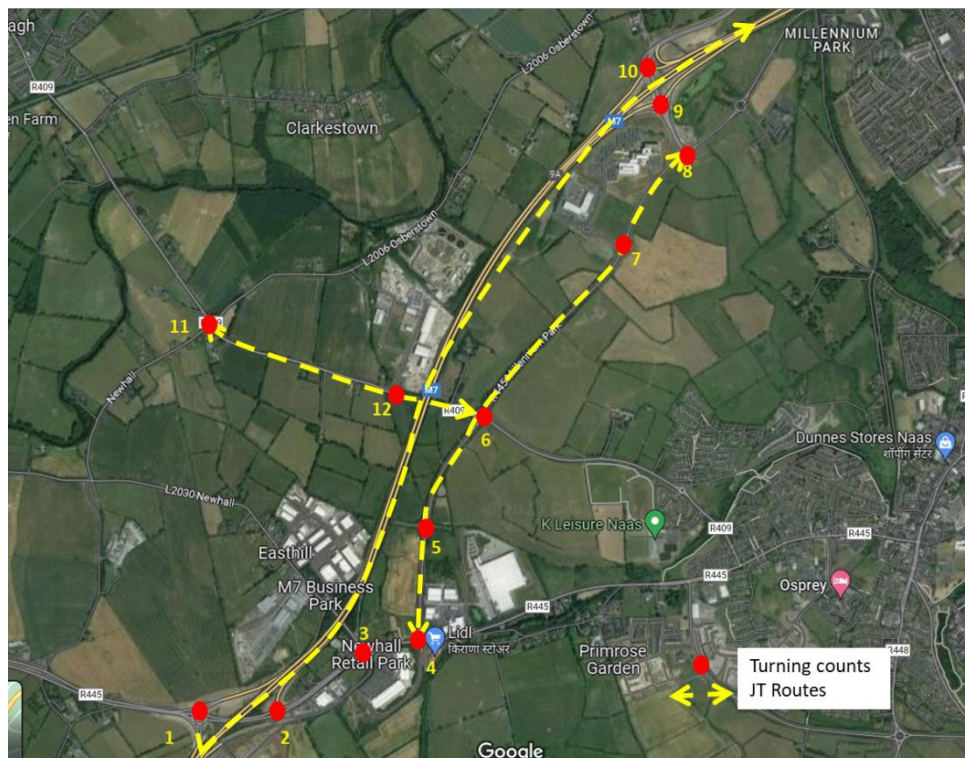 agh
MILLENNIUM
PARK
R409
L2006 Osberstown
10
9
M7
en Farm
Clarkestown
8
9A
7
L2006 Osberstown
11
Newhall
M7
12
R409
6
Dunnes Stores Naas
शॉपींग सेंटर
L2030 Newhall
K Leisure Naas
R409
R445
5
Easthill
M7 Business
Park
R445
Osprey
R445
3
Newhall
Retail Park
Lidl
किराणा स्टोअर
4
Primrose
Garden
R448
Turning counts
JT Routes
R445
1
2
Google